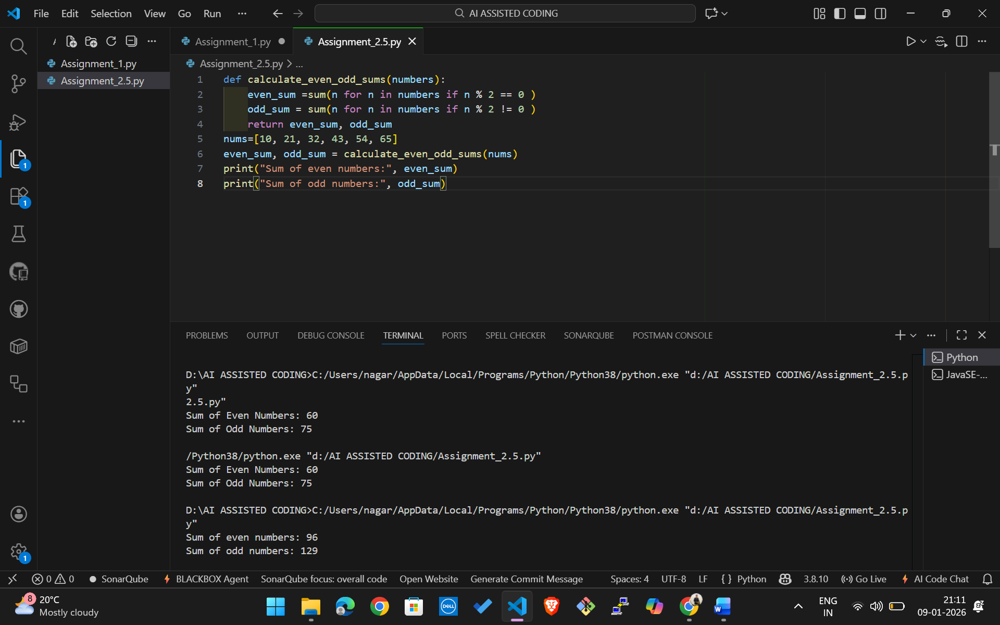 File Edit Selection View Go Run ··· AI ASSISTED CODING
Assignment_1.py Assignment_2.5.py
Assignment_1.py
Assignment_2.5.py
Assignment_2.5.py > ...
1 def calculate_even_odd_sums(numbers):
2 even_sum =sum(n for n in numbers if n % 2 == 0 )
3 odd_sum = sum(n for n in numbers if n % 2 != 0 )
4 return even_sum, odd_sum
5 nums=[10, 21, 32, 43, 54, 65]
6 even_sum, odd_sum = calculate_even_odd_sums(nums)
7 print("Sum of even numbers:", even_sum)
8 print("Sum of odd numbers:", odd_sum)
1
1
PROBLEMS OUTPUT DEBUG CONSOLE TERMINAL PORTS SPELL CHECKER SONARQUBE POSTMAN CONSOLE
Python
JavaSE-...
D:\AI ASSISTED CODING>C:/Users/nagar/AppData/Local/Programs/Python/Python38/python.exe "d:/AI ASSISTED CODING/Assignment_2.5.p
y"
2.5.py"
Sum of Even Numbers: 60
Sum of Odd Numbers: 75
/Python38/python.exe "d:/AI ASSISTED CODING/Assignment_2.5.py"
Sum of Even Numbers: 60
Sum of Odd Numbers: 75
D:\AI ASSISTED CODING>C:/Users/nagar/AppData/Local/Programs/Python/Python38/python.exe "d:/AI ASSISTED CODING/Assignment_2.5.p
y"
Sum of even numbers: 96
Sum of odd numbers: 129
1
0 0 SonarQube BLACKBOX Agent SonarQube focus: overall code Open Website Generate Commit Message Spaces: 4 UTF-8 LF { } Python 3.8.10 Go Live AI Code Chat
8 20°C
Mostly cloudy
DELL
W
ENG
IN
21:11
09-01-2026